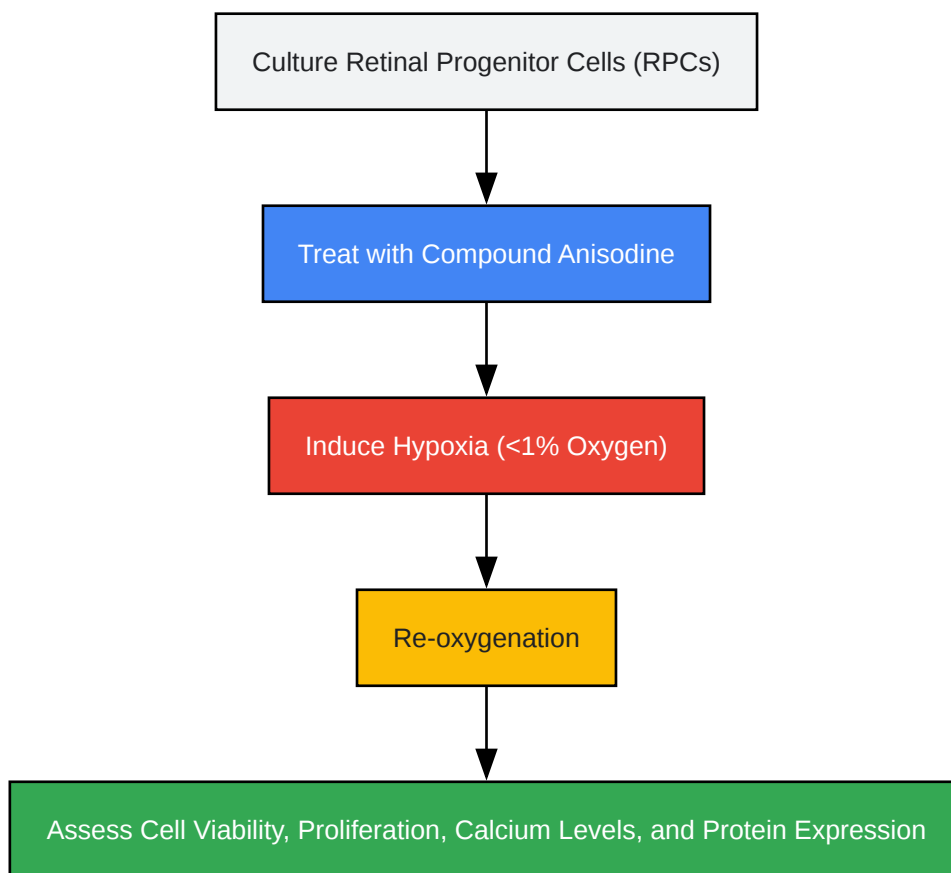 Culture Retinal Progenitor Cells (RPCs)
Treat with Compound Anisodine
Induce Hypoxia (<1% Oxygen)
Re-oxygenation
Assess Cell Viability, Proliferation, Calcium Levels, and Protein Expression